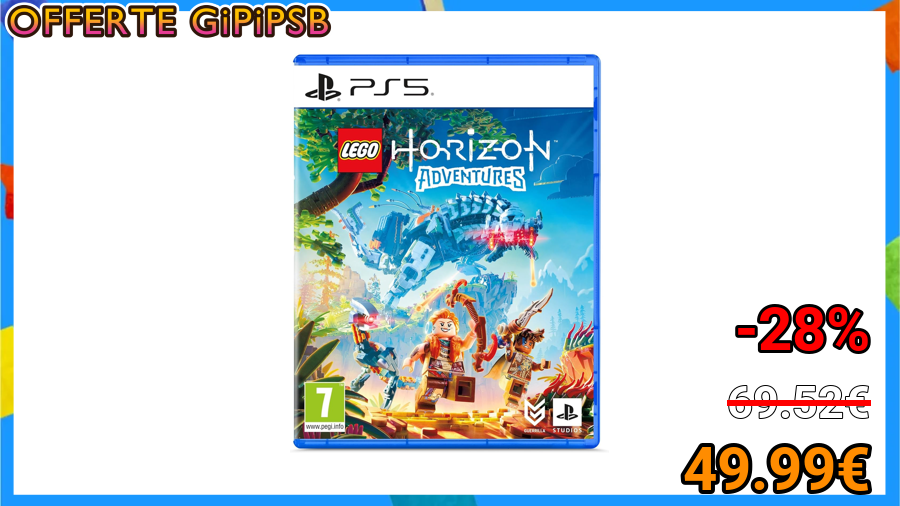 OFFERTE GiPiPSB
PS5
LEGO HORIZON
ADVENTURES
7
www.pegi.info
GUERRILLA
STUDIOS
-28%
69.52€
49.99€